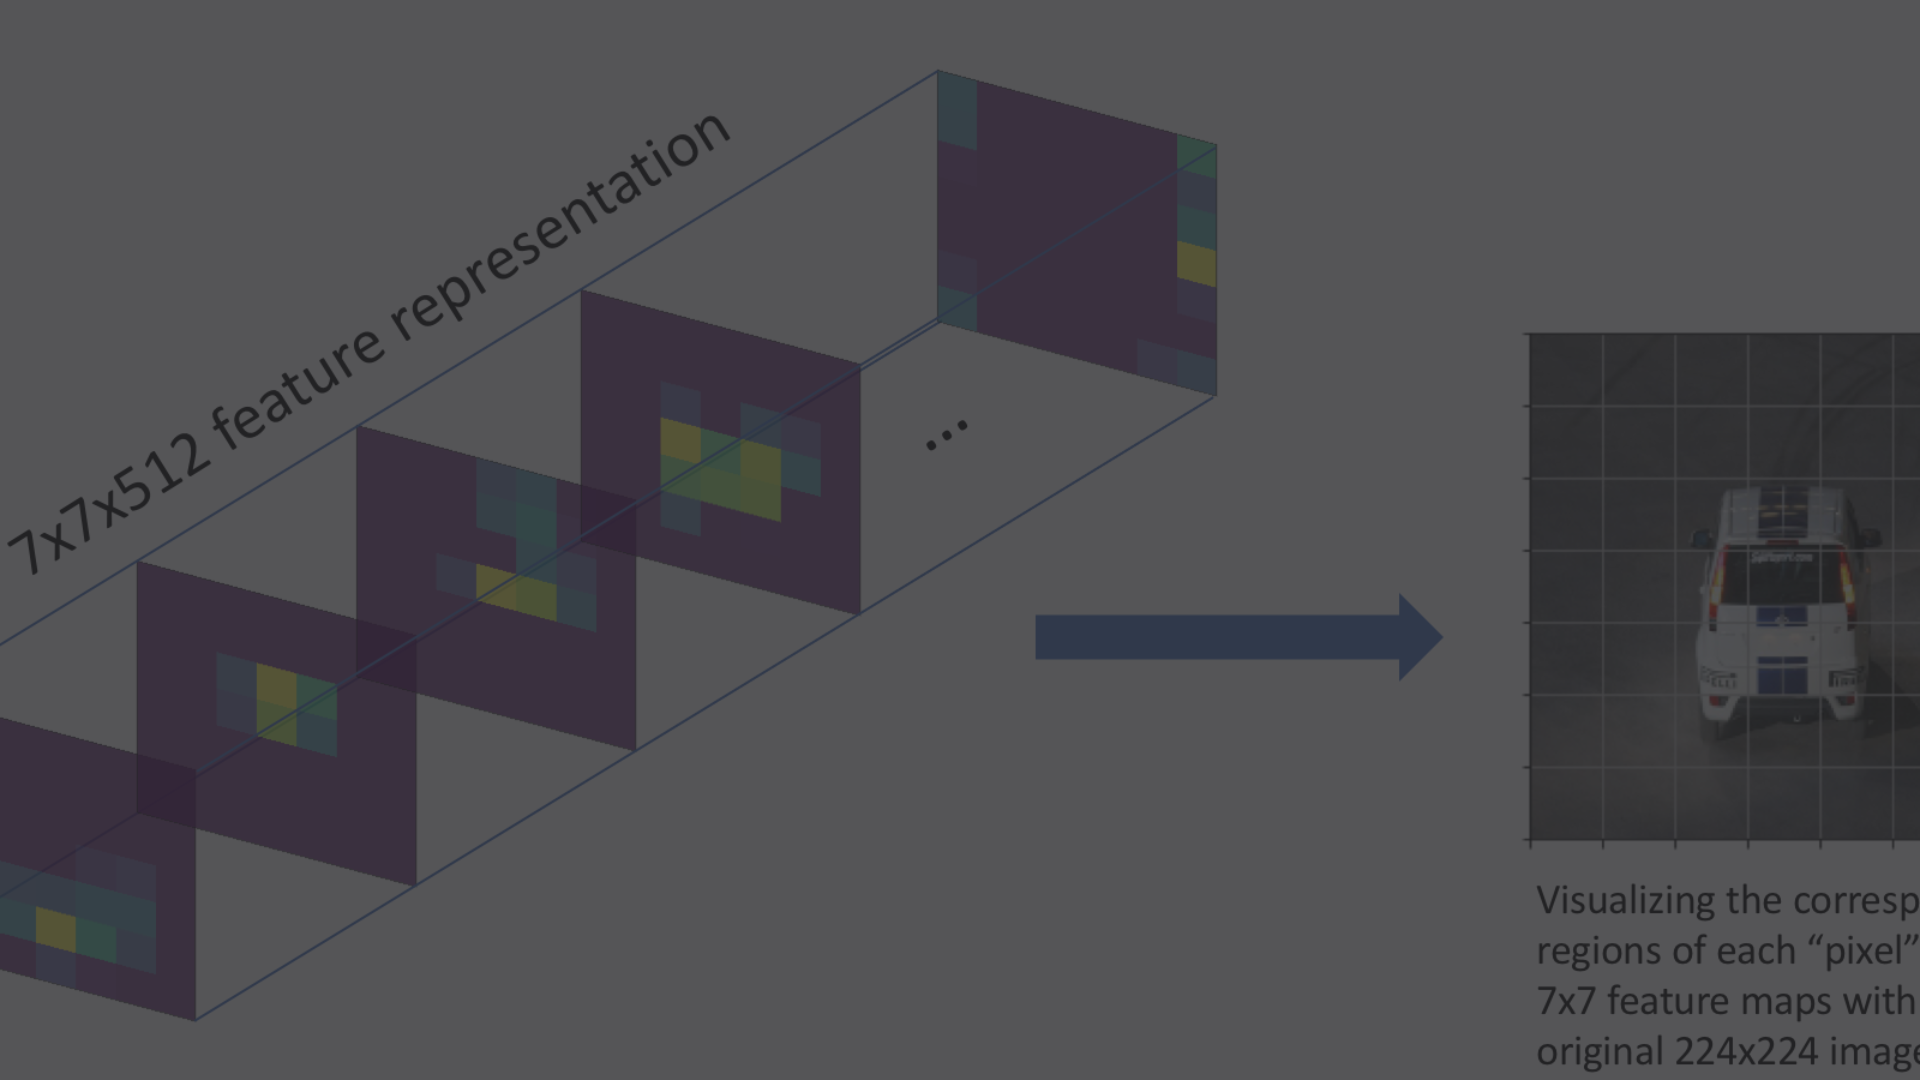 7x7x512 feature representation
...
Visualizing the corresp
regions of each “pixel”
7x7 feature maps with
original 224x224 image